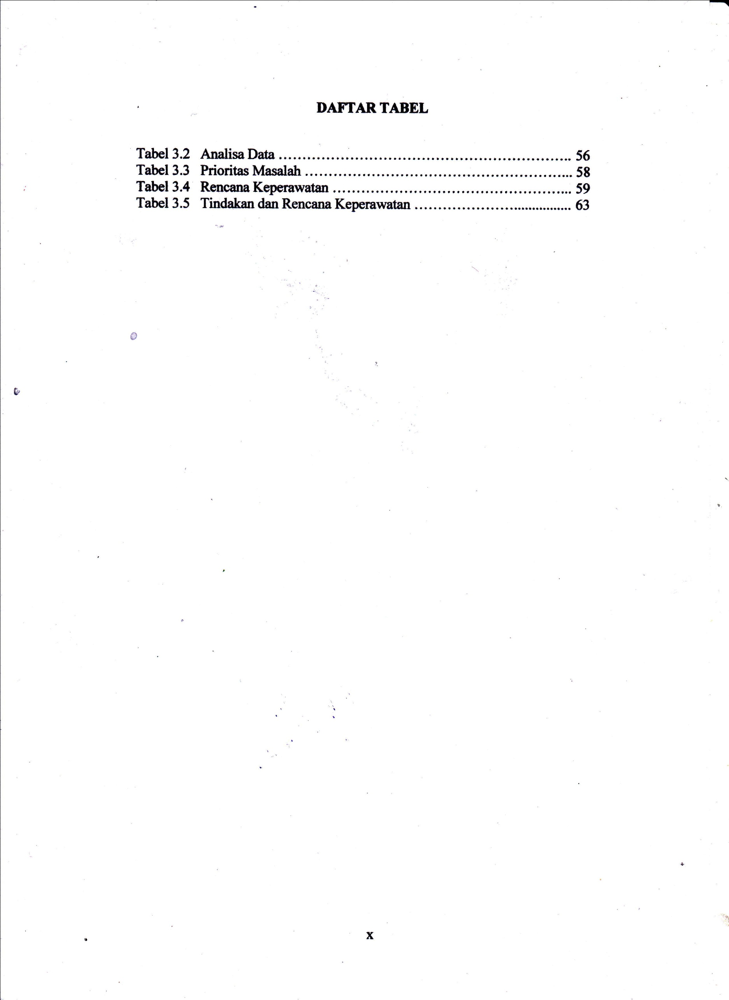 DAFTAR TABEL
Tabel 3.2 Analisa Data ........................................................... 56
Tabel 3.3 Prioritas Masalah ........................................................... 58
Tabel 3.4 Rencana Keperawatan ........................................................... 59
Tabel 3.5 Tindakan dan Rencana Keperawatan ................................... 63
x